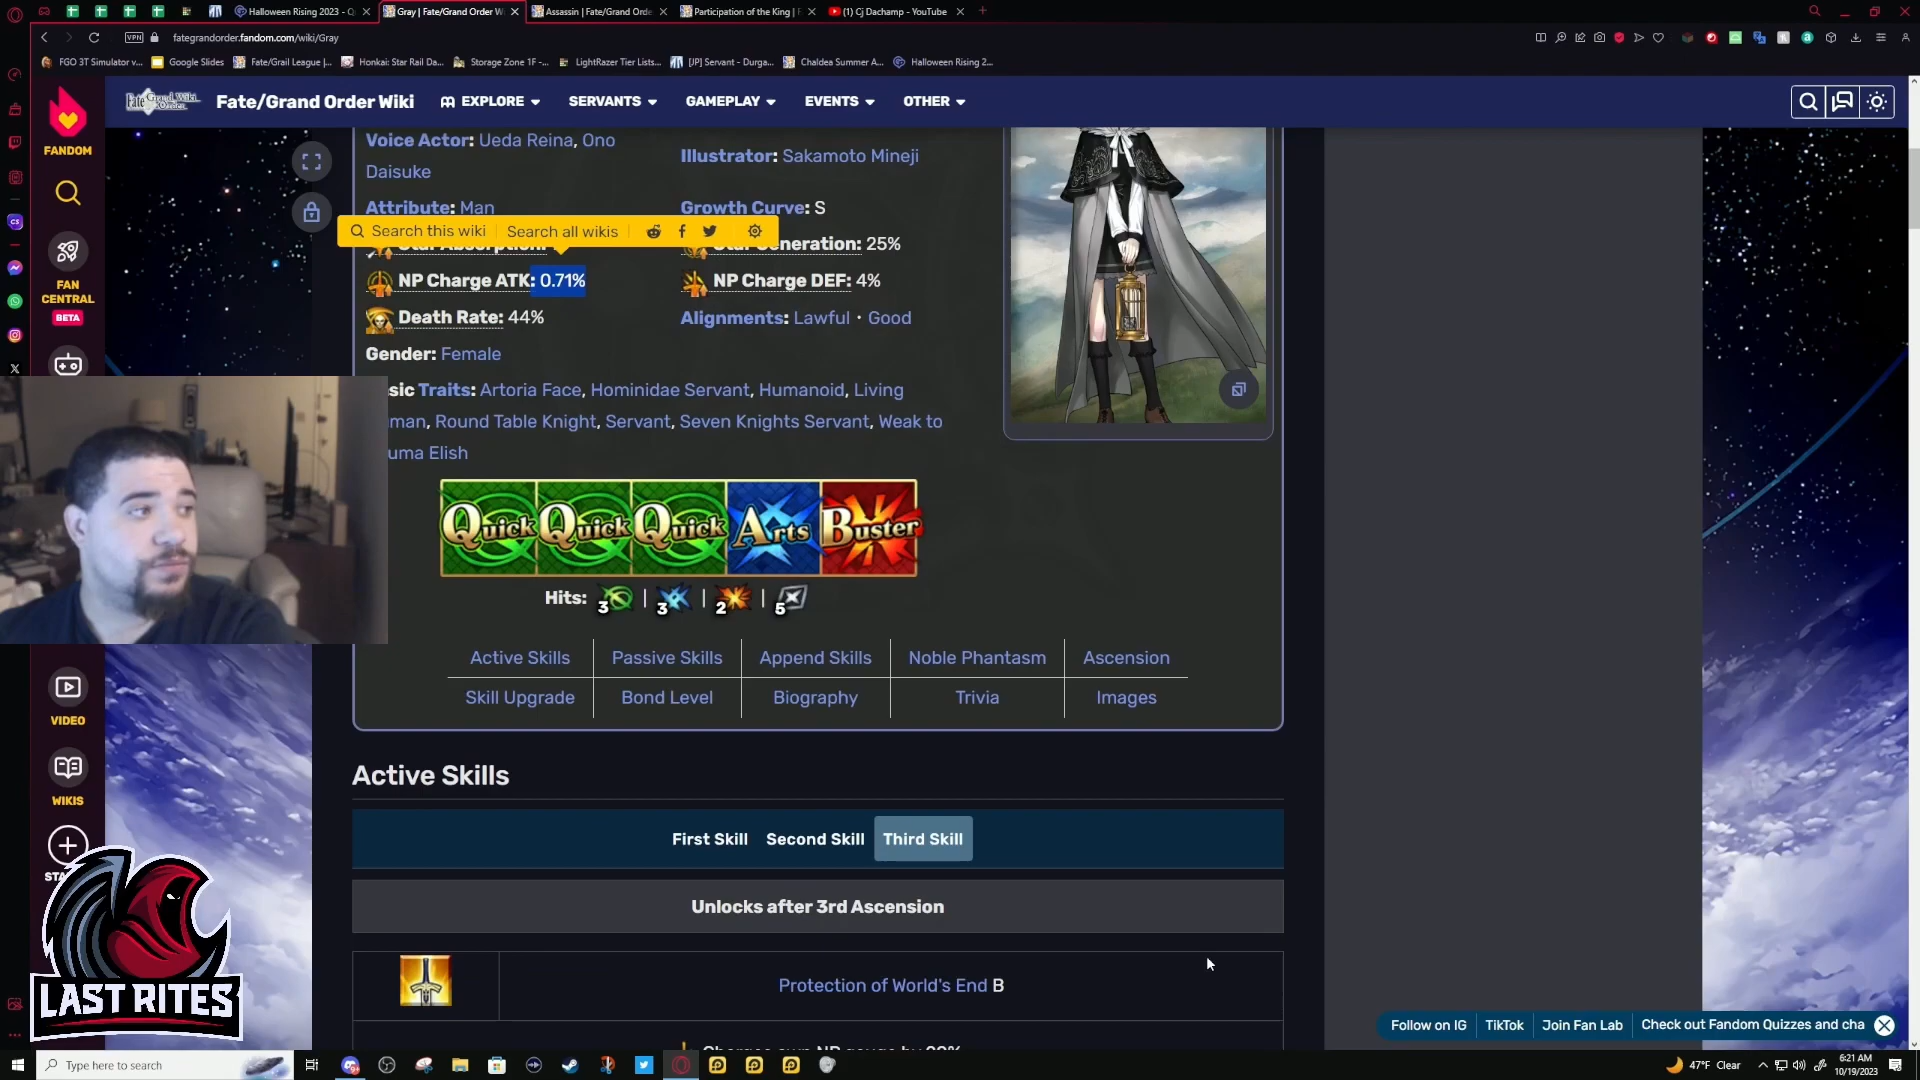 Halloween Rising 2023 - Q
Gray | Fate/Grand Order Wi
Assassin | Fate/Grand Orde
Participation of the King | F
(1) Cj Dachamp - YouTube
VPN
fategrandorder.fandom.com/wiki/Gray
FGO 3T Simulator v...
Google Slides
Fate/Grail League |...
Honkai: Star Rail Da...
Storage Zone 1F -...
LightRazer Tier Lists...
[JP] Servant - Durga...
Chaldea Summer A...
Halloween Rising 2...
Fate/Grand Order Wiki
EXPLORE
SERVANTS
GAMEPLAY
EVENTS
OTHER
FANDOM
FAN
CENTRAL
BETA
VIDEO
WIKIS
Voice Actor: Ueda Reina, Ono
Daisuke
Illustrator: Sakamoto Mineji
Attribute: Man
Growth Curve: S
Search this wiki
Search all wikis
Generation: 25%
NP Charge ATK: 0.71%
NP Charge DEF: 4%
Death Rate: 44%
Alignments: Lawful · Good
Gender: Female
sic Traits: Artoria Face, Hominidae Servant, Humanoid, Living
man, Round Table Knight, Servant, Seven Knights Servant, Weak to
uma Elish
Quick Quick Quick Arts Buster
Hits: 3 | 3 | 2 | 5
Active Skills
Passive Skills
Append Skills
Noble Phantasm
Ascension
Skill Upgrade
Bond Level
Biography
Trivia
Images
Active Skills
First Skill
Second Skill
Third Skill
Unlocks after 3rd Ascension
Protection of World's End B
LAST RITES
Follow on IG
TikTok
Join Fan Lab
Check out Fandom Quizzes and cha
Type here to search
47°F Clear
6:21 AM
10/19/2023